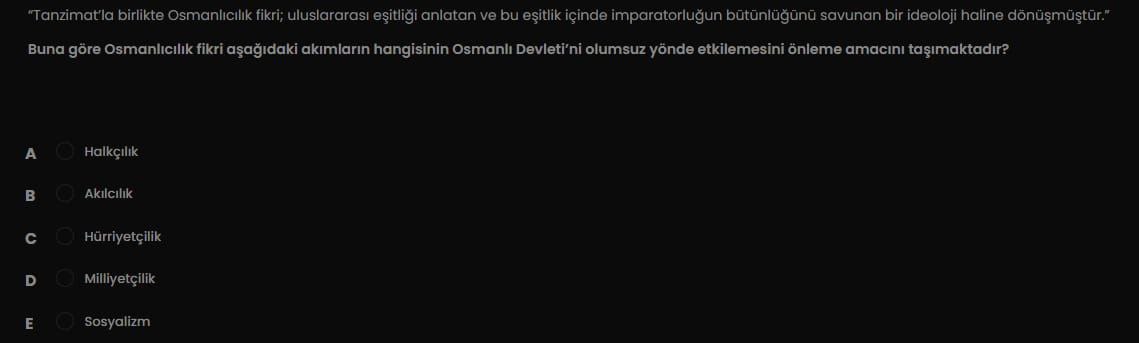 "Tanzimat'la birlikte Osmanlıcılık fikri; uluslararası eşitliği anlatan ve bu eşitlik içinde imparatorluğun bütünlüğünü savunan bir ideoloji haline dönüşmüştür."
Buna göre Osmanlıcılık fikri aşağıdaki akımların hangisinin Osmanlı Devleti'ni olumsuz yönde etkilemesini önleme amacını taşımaktadır?
A Halkçılık
B Akılcılık
C Hürriyetçilik
D Milliyetçilik
E Sosyalizm